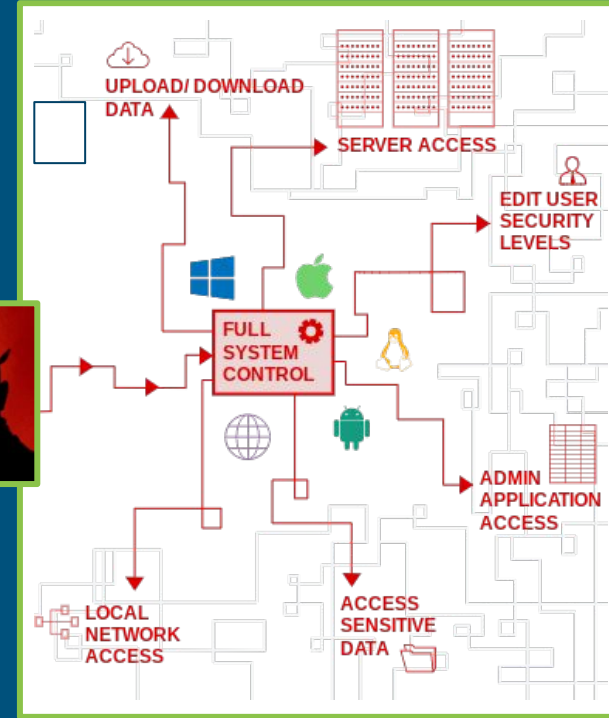 UPLOAD/ DOWNLOAD
DATA
SERVER ACCESS
EDIT USER
SECURITY
LEVELS
FULL
SYSTEM
CONTROL
ADMIN
APPLICATION
ACCESS
LOCAL
NETWORK
ACCESS
ACCESS
SENSITIVE
DATA